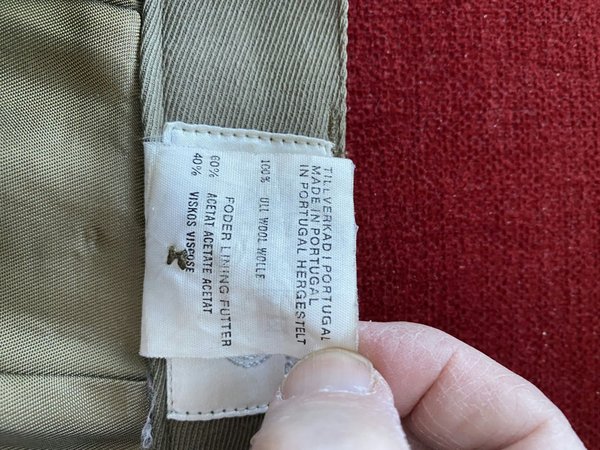 TILLVERKAD I PORTUGAL
MADE IN PORTUGAL
IN PORTUGAL HERGESTELT
100% ULL WOOL WOLLE
FODER LINING FUTTER
60% ACETAT ACETATE ACETAT
40% VISKOS VISCOSE